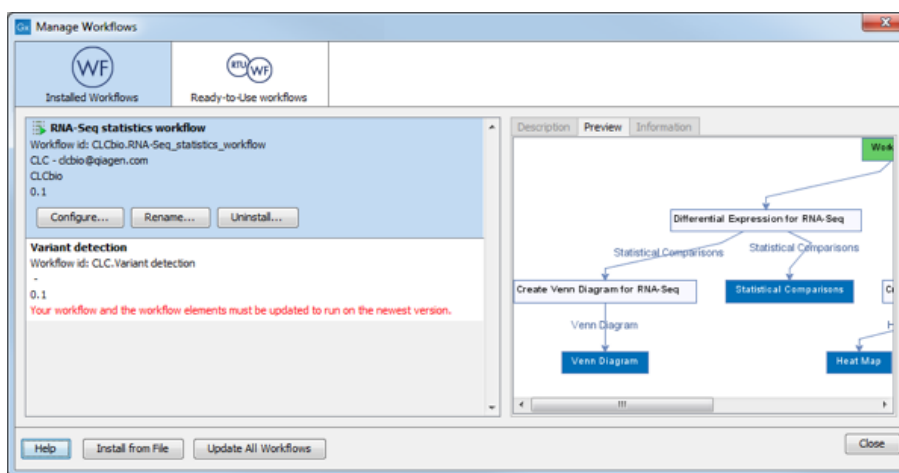 Gx Manage Workflows
WF
Installed Workflows
RTU WF
Ready-to-Use workflows
RNA-Seq statistics workflow
Workflow id: CLCbio.RNA-Seq_statistics_workflow
CLC - clcbio@qiagen.com
CLCbio
0.1
Configure... Rename... Uninstall...
Variant detection
Workflow id: CLC.Variant detection
-
0.1
Your workflow and the workflow elements must be updated to run on the newest version.
Description Preview Information
Work
Differential Expression for RNA-Seq
Statistical Comparisons Statistical Comparisons
Create Venn Diagram for RNA-Seq Statistical Comparisons Cr
Venn Diagram H
Venn Diagram Heat Map
Help Install from File Update All Workflows Close